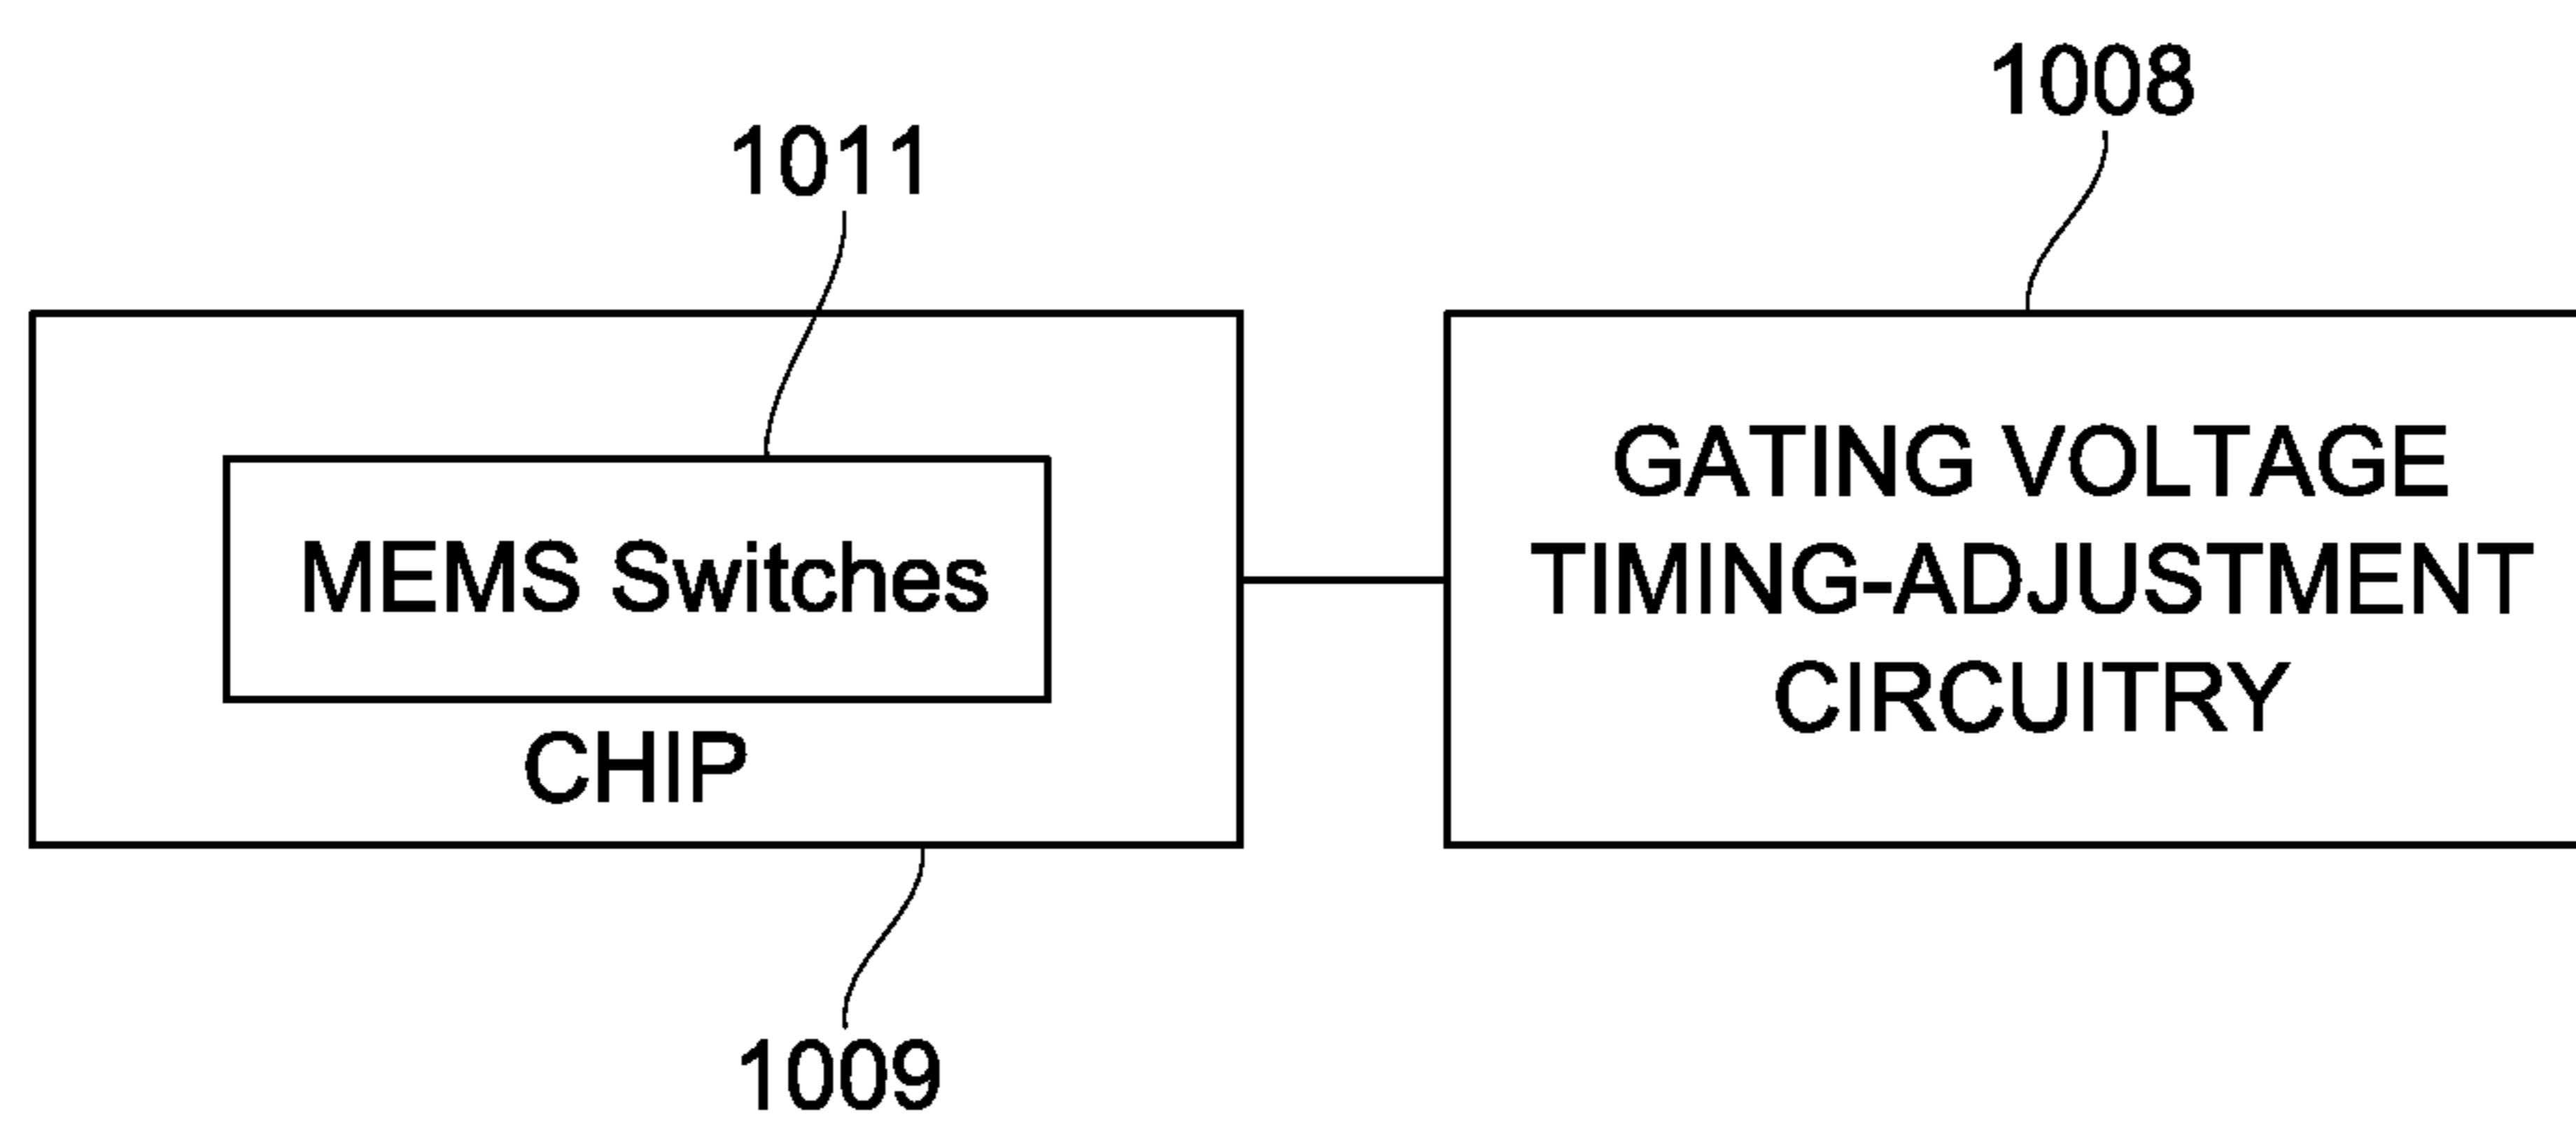 1008
1011
MEMS Switches
CHIP
GATING VOLTAGE
TIMING-ADJUSTMENT
CIRCUITRY
1009